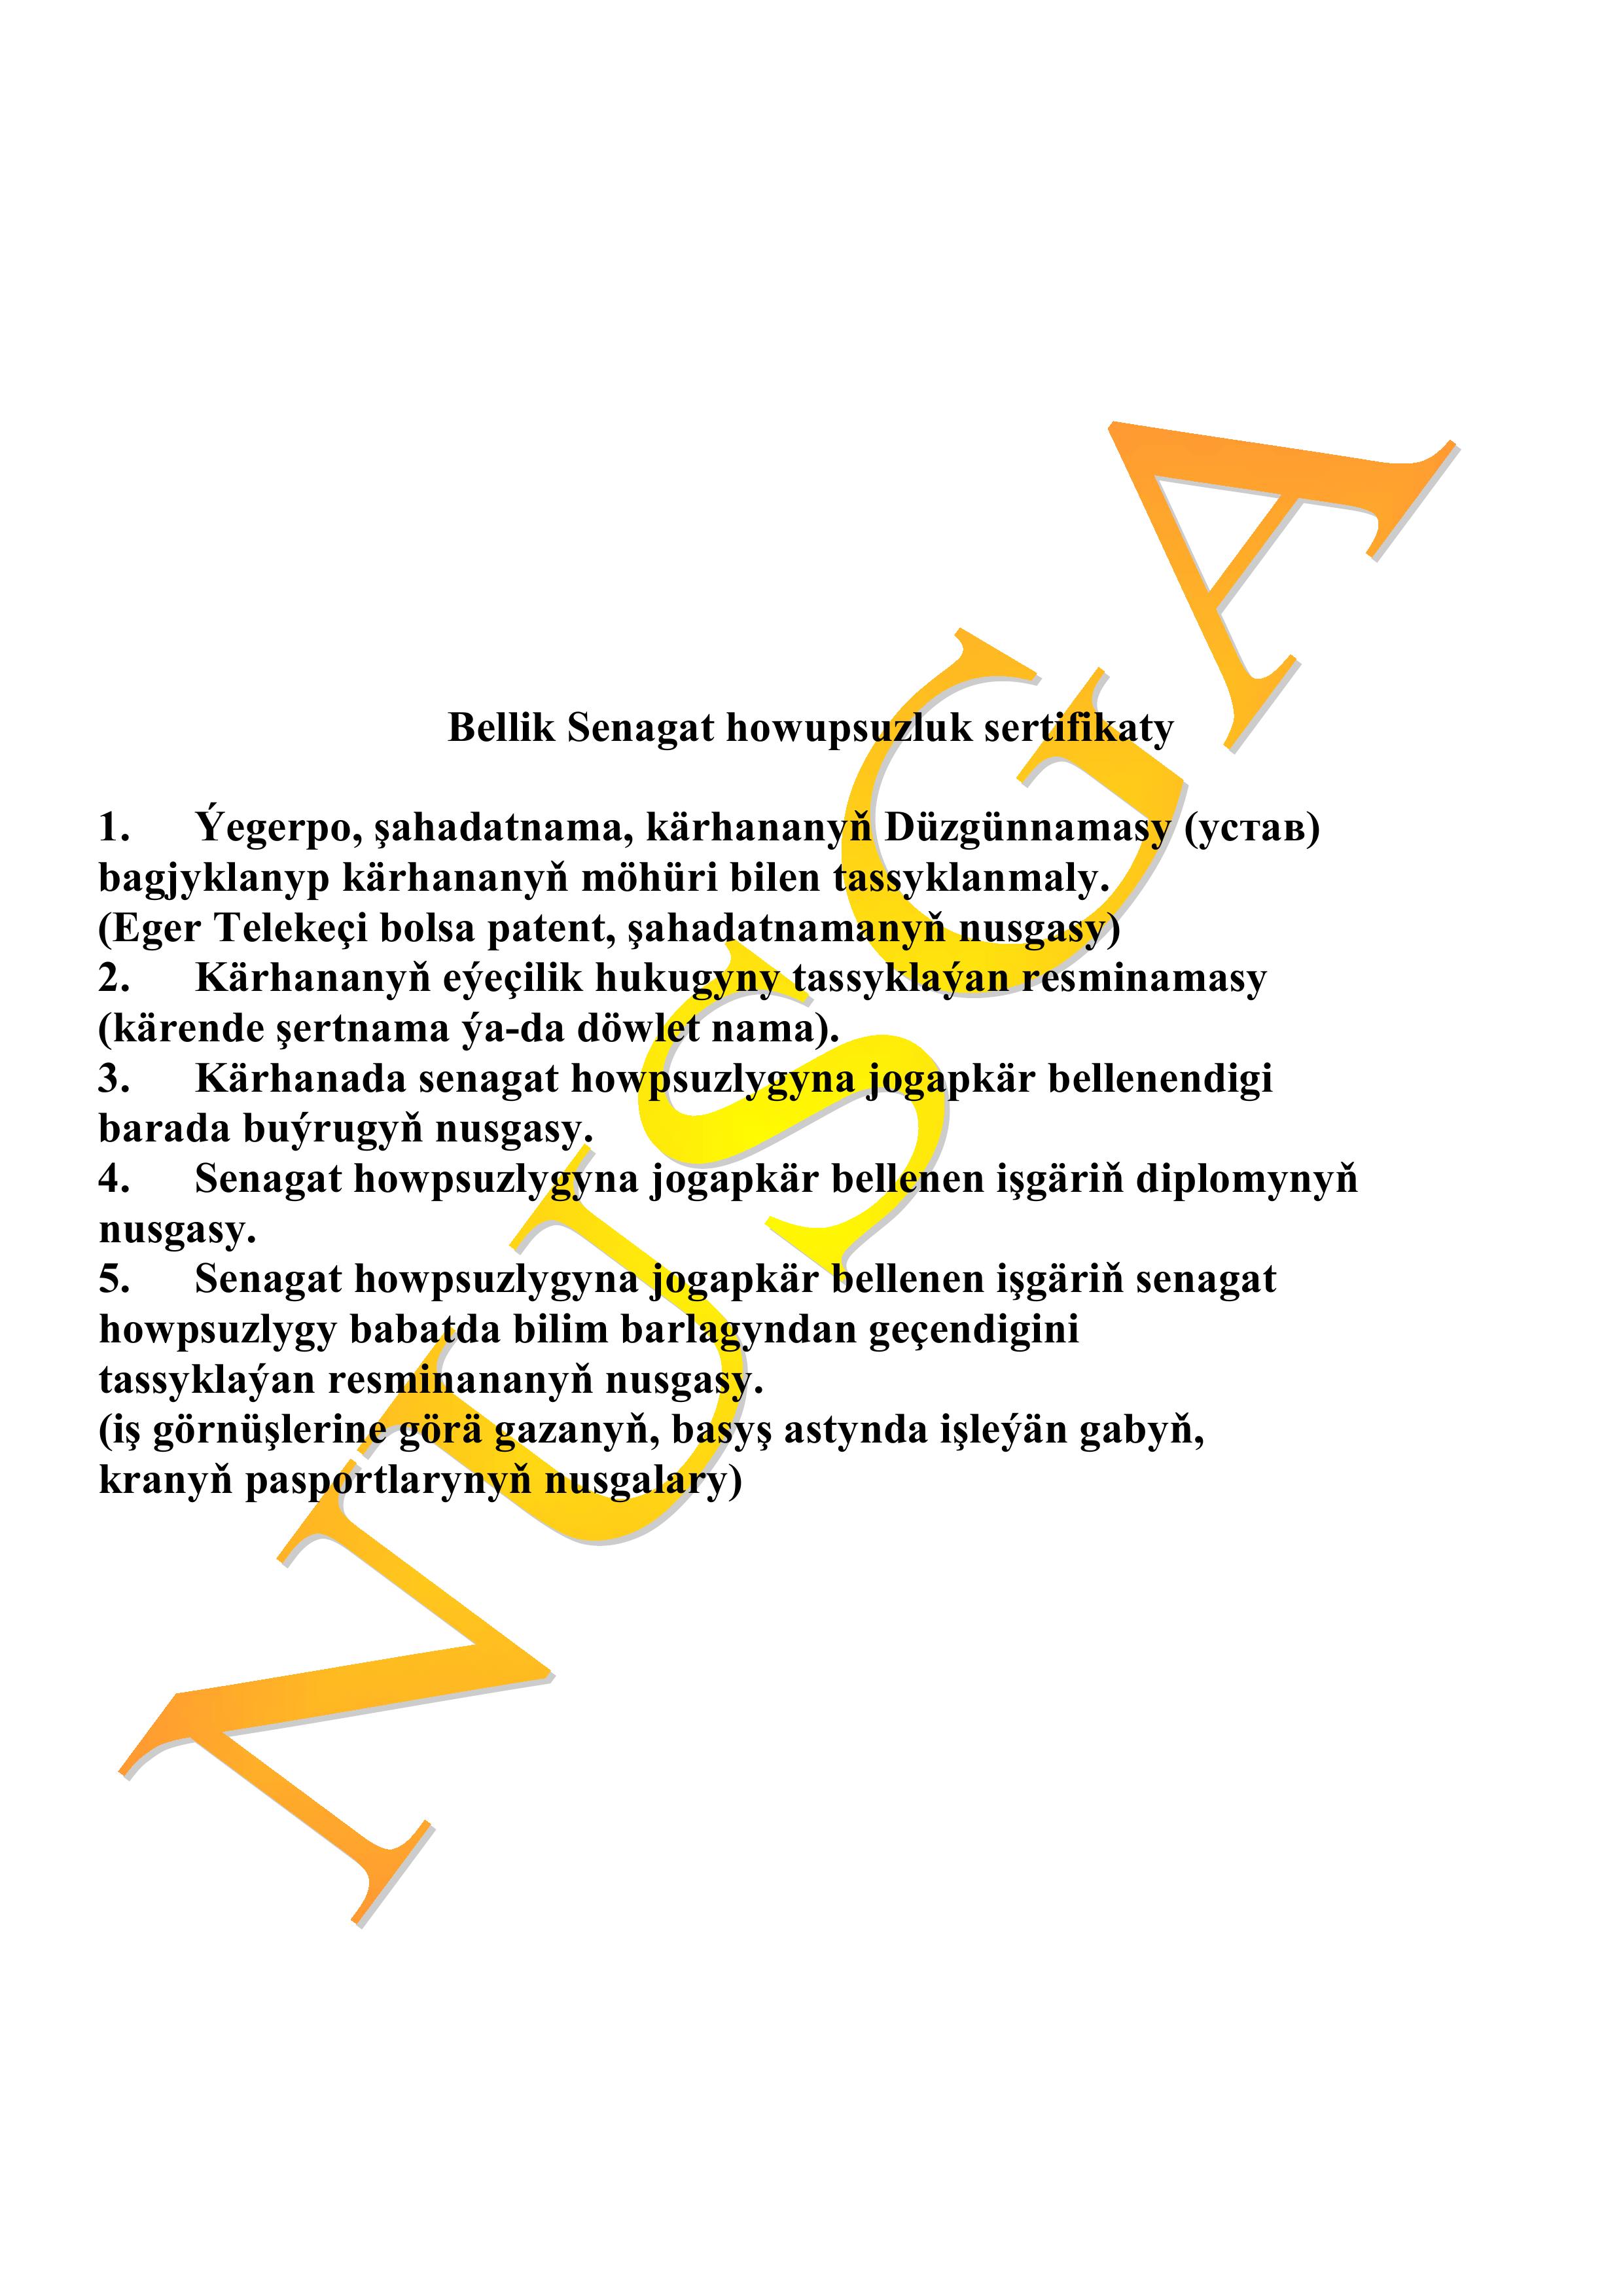 Bellik Senagat howupsuzluk sertifikaty
1. Ýegerpo, şahadatnama, kärhananyň Düzgünnamasy (устав)
bagjyklanyp kärhananyň möhüri bilen tassyklanmaly.
(Eger Telekeçi bolsa patent, şahadatnamanyň nusgasy)
2. Kärhananyň eýeçilik hukugyny tassyklaýan resminamasy
(kärende şertnama ýa-da döwlet nama).
3. Kärhanada senagat howpsuzlygyna jogapkär bellenendigi
barada buýrugyň nusgasy.
4. Senagat howpsuzlygyna jogapkär bellenen işgäriň diplomynyň
nusgasy.
5. Senagat howpsuzlygyna jogapkär bellenen işgäriň senagat
howpsuzlygy babatda bilim barlagyndan geçendigini
tassyklaýan resminananyň nusgasy.
(iş görnüşlerine görä gazanyň, basyş astynda işleýän gabyň,
kranyň pasportlarynyň nusgalary)
NUSGA